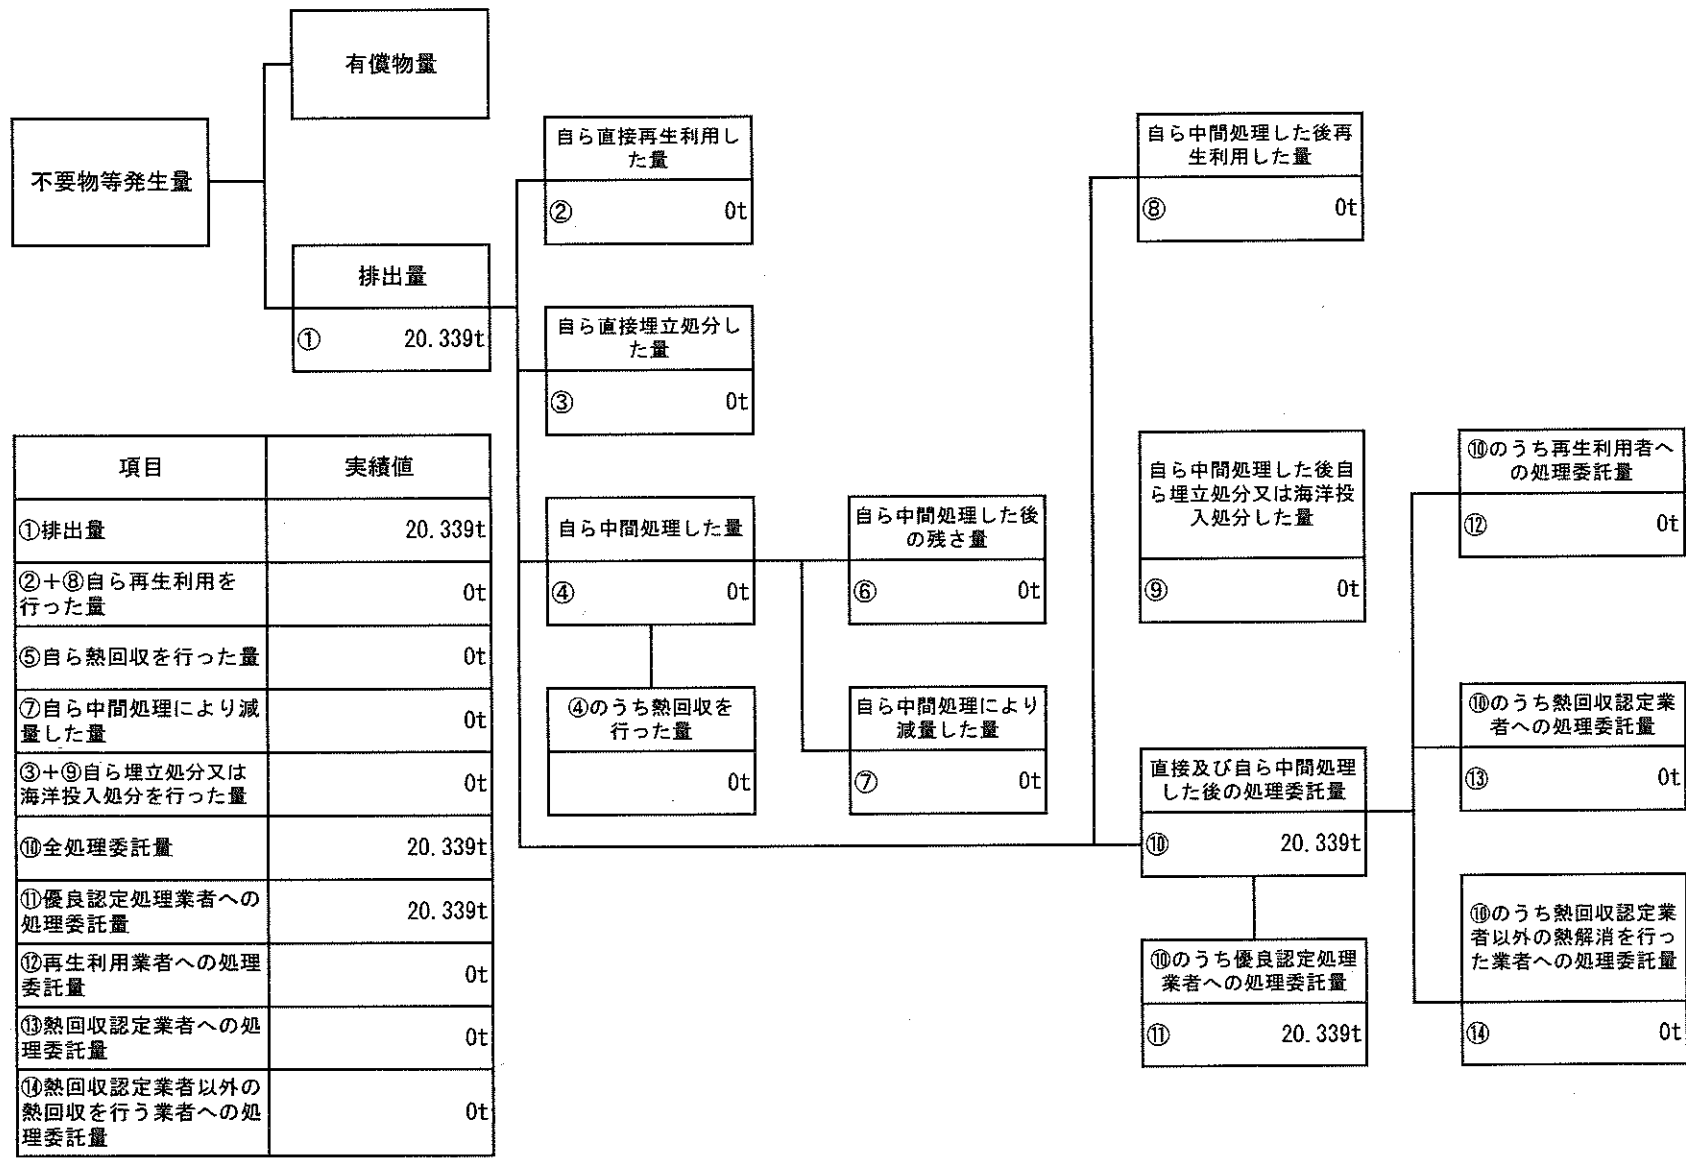 有償物量
不要物等発生量
排出量
① 20.339t
自ら直接再生利用し
た量
② 0t
自ら直接埋立処分し
た量
③ 0t
自ら中間処理した量
④ 0t
④のうち熱回収を
行った量
0t
自ら中間処理した後
の残さ量
⑥ 0t
自ら中間処理により
減量した量
⑦ 0t
自ら中間処理した後再
生利用した量
⑧ 0t
自ら中間処理した後自
ら埋立処分又は海洋投
入処分した量
⑨ 0t
直接及び自ら中間処理
した後の処理委託量
⑩ 20.339t
⑩のうち優良認定処理
業者への処理委託量
⑪ 20.339t
⑩のうち再生利用者へ
の処理委託量
⑫ 0t
⑩のうち熱回収認定業
者への処理委託量
⑬ 0t
⑩のうち熱回収認定業
者以外の熱解消を行っ
た業者への処理委託量
⑭ 0t
項目 実績値
①排出量 20.339t
②+⑧自ら再生利用を
行った量 0t
⑤自ら熱回収を行った量 0t
⑦自ら中間処理により減
量した量 0t
③+⑨自ら埋立処分又は
海洋投入処分を行った量 0t
⑩全処理委託量 20.339t
⑪優良認定処理業者への
処理委託量 20.339t
⑫再生利用業者への処理
委託量 0t
⑬熱回収認定業者への処
理委託量 0t
⑭熱回収認定業者以外の
熱回収を行う業者への処
理委託量 0t